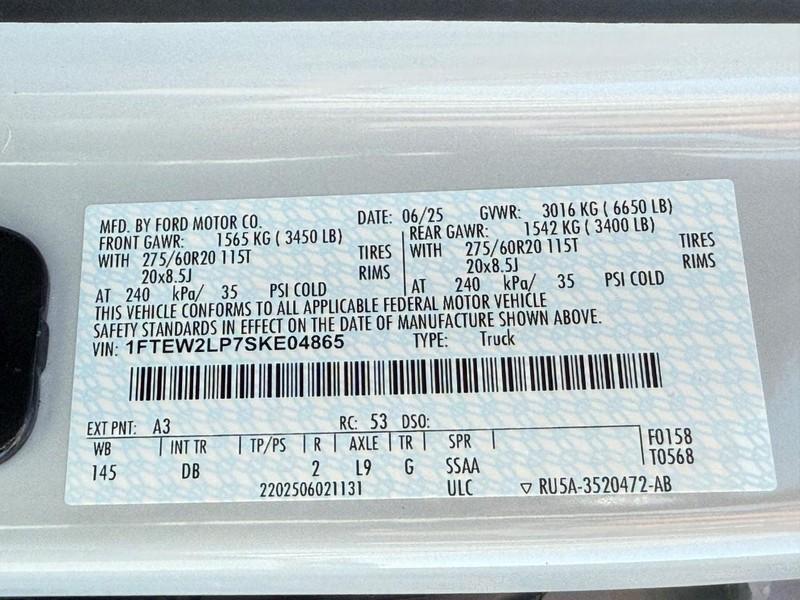 MFD. BY FORD MOTOR CO. DATE: 06/25 GVWR: 3016 KG ( 6650 LB)
FRONT GAWR: 1565 KG ( 3450 LB) REAR GAWR: 1542 KG ( 3400 LB)
WITH 275/60R20 115T TIRES WITH 275/60R20 115T TIRES
20x8.5J RIMS 20x8.5J RIMS
AT 240 kPa/ 35 PSI COLD AT 240 kPa/ 35 PSI COLD
THIS VEHICLE CONFORMS TO ALL APPLICABLE FEDERAL MOTOR VEHICLE
SAFETY STANDARDS IN EFFECT ON THE DATE OF MANUFACTURE SHOWN ABOVE.
VIN: 1FTEW2LP7SKE04865 TYPE: Truck
EXT PNT: A3 RC: 53 DSO:
WB INT TR TP/PS R AXLE TR SPR F0158
145 DB 2 L9 G SSAA T0568
2202506021131 ULC ▽ RU5A-3520472-AB